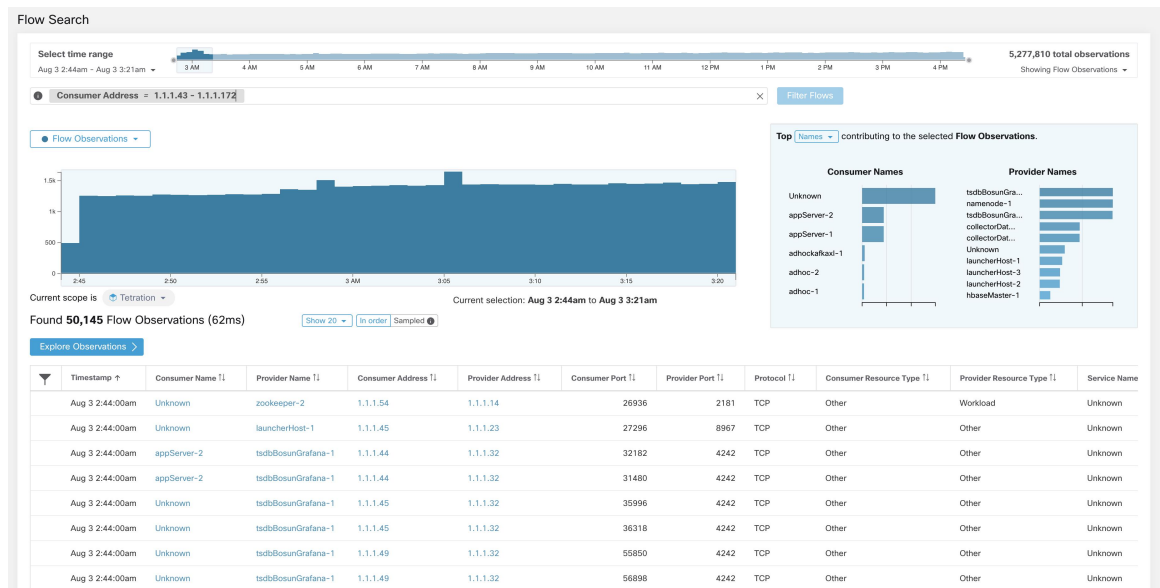 Flow Search
Select time range
Aug 3 2:44am - Aug 3 3:21am
3 AM 4 AM 5 AM 6 AM 7 AM 8 AM 9 AM 10 AM 11 AM 12 PM 1 PM 2 PM 3 PM 4 PM
5,277,810 total observations
Showing Flow Observations
Consumer Address = 1.1.1.43 - 1.1.1.172
Filter Flows
Flow Observations
1.5k
1k
500
0
2:45 2:50 2:55 3 AM 3:05 3:10 3:15 3:20
Top Names contributing to the selected Flow Observations.
Consumer Names
Unknown
appServer-2
appServer-1
adhockafkaxl-1
adhoc-2
adhoc-1
Provider Names
tsdbBosunGra...
namenode-1
tsdbBosunGra...
collectorDat...
collectorDat...
Unknown
launcherHost-1
launcherHost-3
launcherHost-2
hbaseMaster-1
Current scope is Tetration
Current selection: Aug 3 2:44am to Aug 3 3:21am
Found 50,145 Flow Observations (62ms)
Show 20 In order Sampled
Explore Observations
Timestamp Consumer Name Provider Name Consumer Address Provider Address Consumer Port Provider Port Protocol Consumer Resource Type Provider Resource Type Service Name
Aug 3 2:44:00am Unknown zookeeper-2 1.1.1.54 1.1.1.14 26936 2181 TCP Other Workload Unknown
Aug 3 2:44:00am Unknown launcherHost-1 1.1.1.45 1.1.1.23 27296 8967 TCP Other Other Unknown
Aug 3 2:44:00am appServer-2 tsdbBosunGrafana-1 1.1.1.44 1.1.1.32 32182 4242 TCP Other Other Unknown
Aug 3 2:44:00am appServer-2 tsdbBosunGrafana-1 1.1.1.44 1.1.1.32 31480 4242 TCP Other Other Unknown
Aug 3 2:44:00am Unknown tsdbBosunGrafana-1 1.1.1.45 1.1.1.32 35996 4242 TCP Other Other Unknown
Aug 3 2:44:00am Unknown tsdbBosunGrafana-1 1.1.1.45 1.1.1.32 36318 4242 TCP Other Other Unknown
Aug 3 2:44:00am Unknown tsdbBosunGrafana-1 1.1.1.49 1.1.1.32 55850 4242 TCP Other Other Unknown
Aug 3 2:44:00am Unknown tsdbBosunGrafana-1 1.1.1.49 1.1.1.32 56898 4242 TCP Other Other Unknown